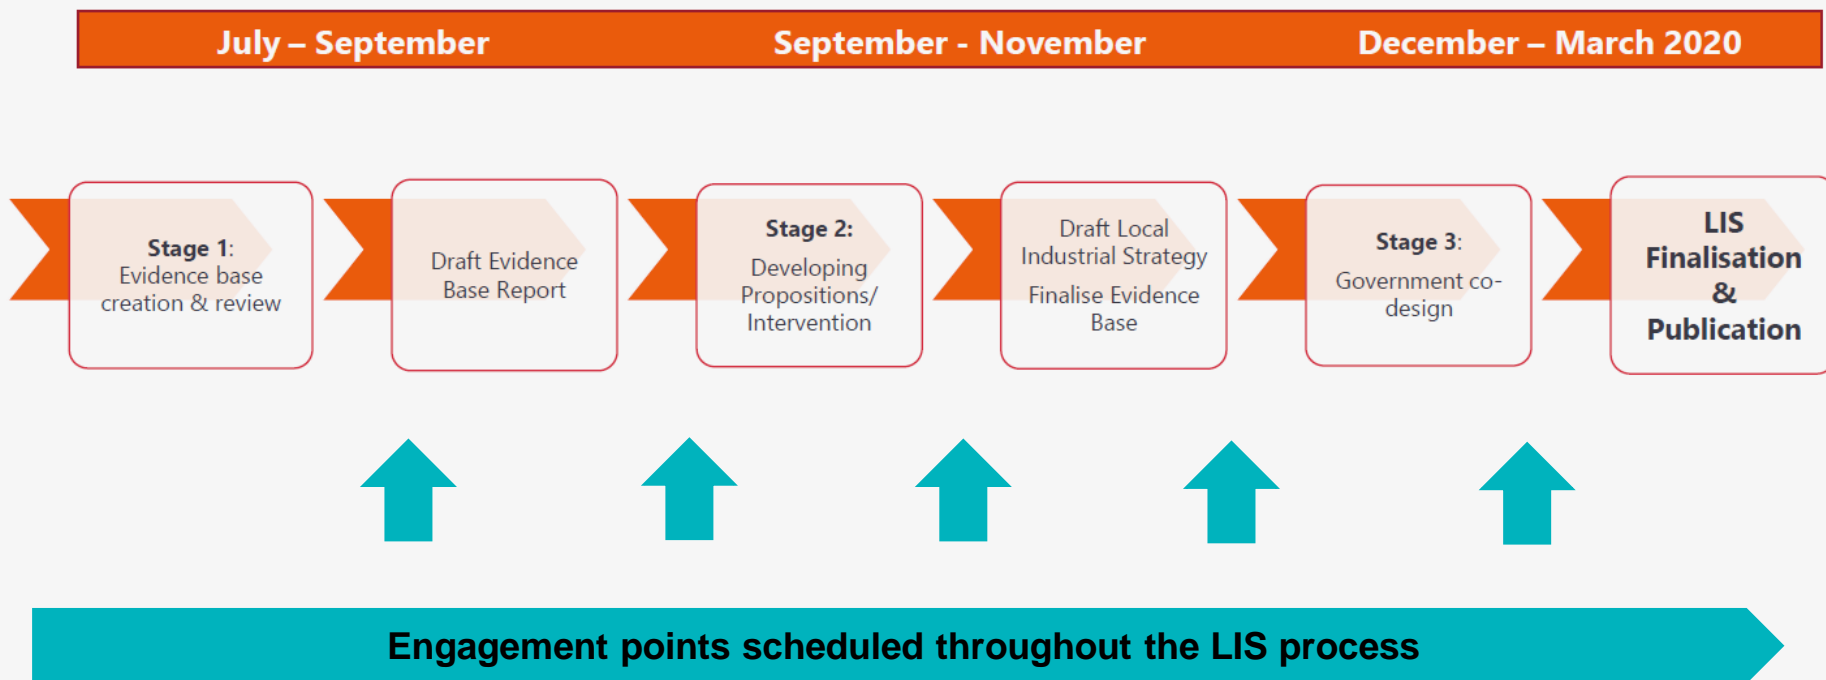 July – September
September - November
December – March 2020
Stage 1:
Evidence base
creation & review
Draft Evidence
Base Report
Stage 2:
Developing
Propositions/
Intervention
Draft Local
Industrial Strategy
Finalise Evidence
Base
Stage 3:
Government co-
design
LIS
Finalisation
&
Publication
Engagement points scheduled throughout the LIS process